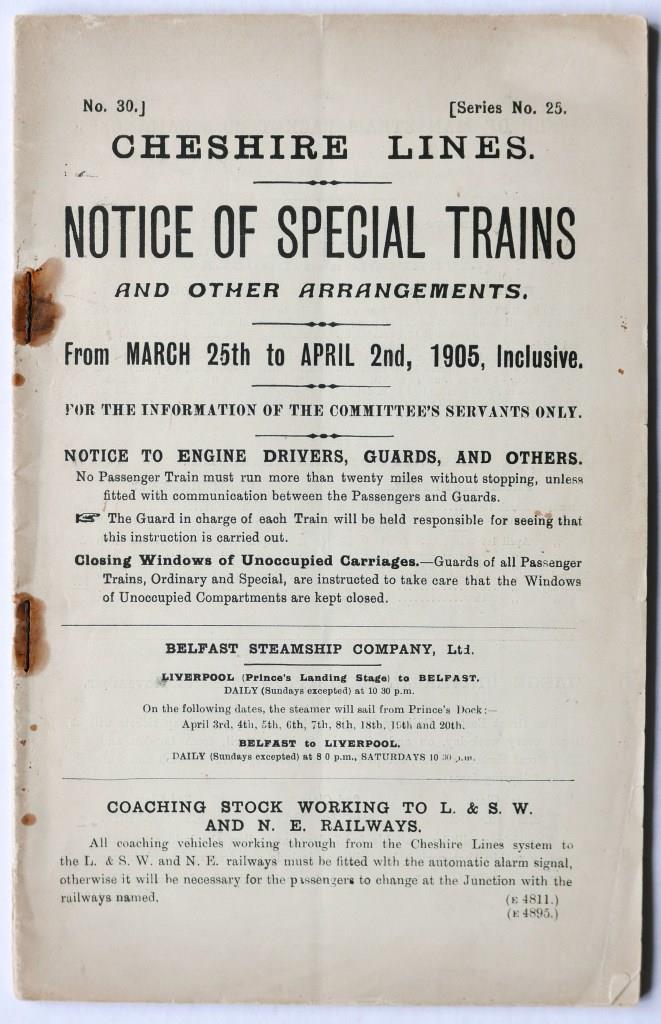 No. 30.]
[Series No. 25.
CHESHIRE LINES.
NOTICE OF SPECIAL TRAINS
AND OTHER ARRANGEMENTS.
From MARCH 25th to APRIL 2nd, 1905, Inclusive.
FOR THE INFORMATION OF THE COMMITTEE'S SERVANTS ONLY.
NOTICE TO ENGINE DRIVERS, GUARDS, AND OTHERS.
No Passenger Train must run more than twenty miles without stopping, unless
fitted with communication between the Passengers and Guards.
☞ The Guard in charge of each Train will be held responsible for seeing that
this instruction is carried out.
Closing Windows of Unoccupied Carriages.—Guards of all Passenger
Trains, Ordinary and Special, are instructed to take care that the Windows
of Unoccupied Compartments are kept closed.
BELFAST STEAMSHIP COMPANY, Ltd.
LIVERPOOL (Prince's Landing Stage) to BELFAST.
DAILY (Sundays excepted) at 10 30 p.m.
On the following dates, the steamer will sail from Prince's Dock:—
April 3rd, 4th, 5th, 6th, 7th, 8th, 18th, 19th and 20th.
BELFAST to LIVERPOOL.
DAILY (Sundays excepted) at 8 0 p.m., SATURDAYS 10 30 p.m.
COACHING STOCK WORKING TO L. & S. W.
AND N. E. RAILWAYS.
All coaching vehicles working through from the Cheshire Lines system to
the L. & S. W. and N. E. railways must be fitted with the automatic alarm signal,
otherwise it will be necessary for the passengers to change at the Junction with the
railways named.
(E 4811.)
(E 4895.)